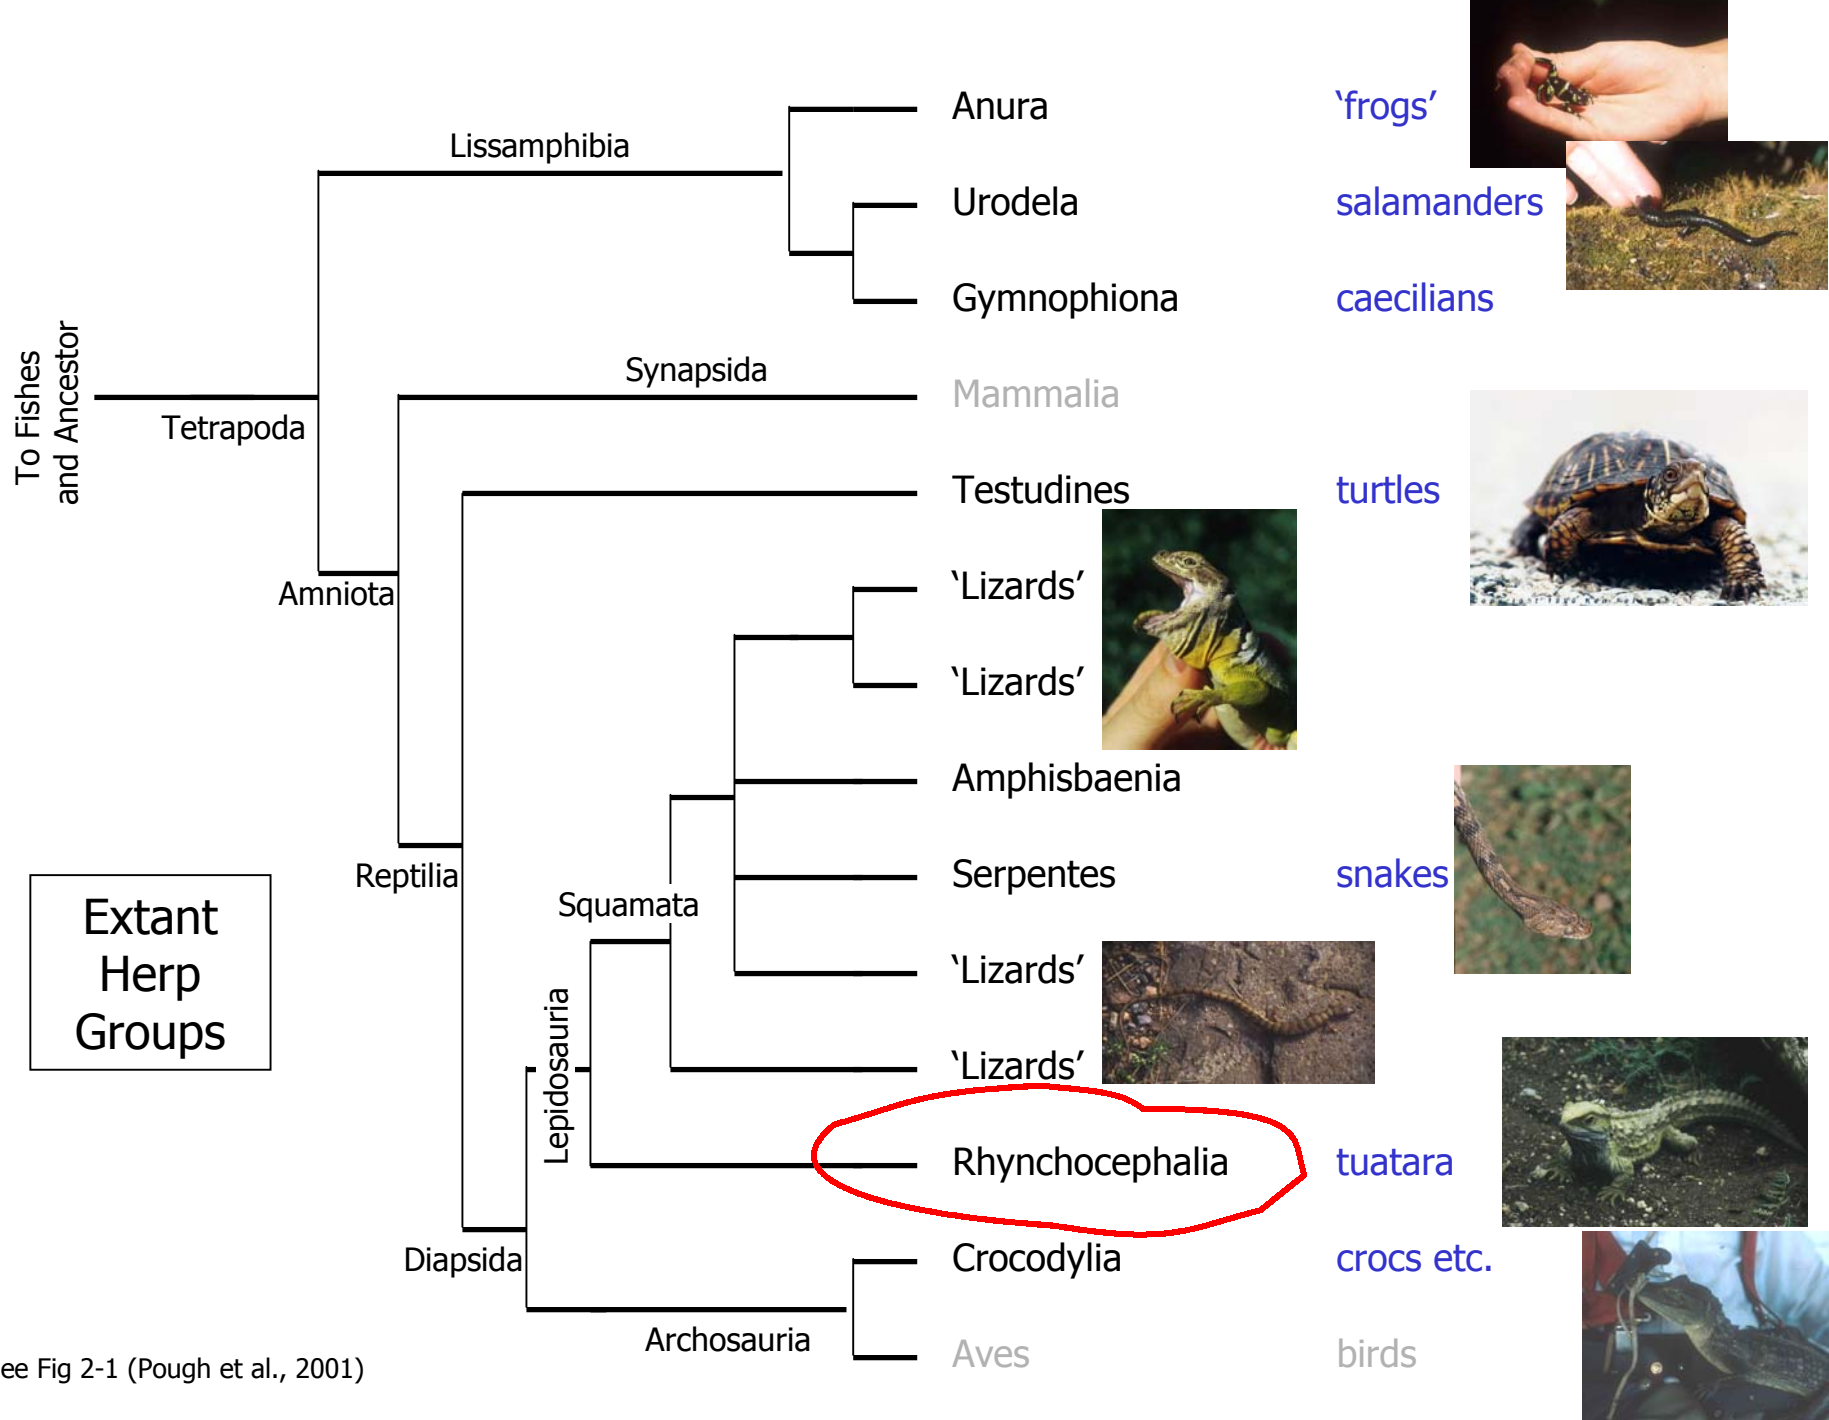 Anura ‘frogs’
Lissamphibia
Urodela salamanders
Gymnophiona caecilians
To Fishes
and Ancestor
Synapsida
Mammalia
Tetrapoda
Testudines turtles
‘Lizards’
Amniota
‘Lizards’
Amphisbaenia
Reptilia
Serpentes snakes
Squamata
Extant
Herp
Groups
‘Lizards’
Lepidosauria
‘Lizards’
Rhynchocephalia tuatara
Diapsida
Crocodylia crocs etc.
Archosauria
Aves birds
ee Fig 2-1 (Pough et al., 2001)